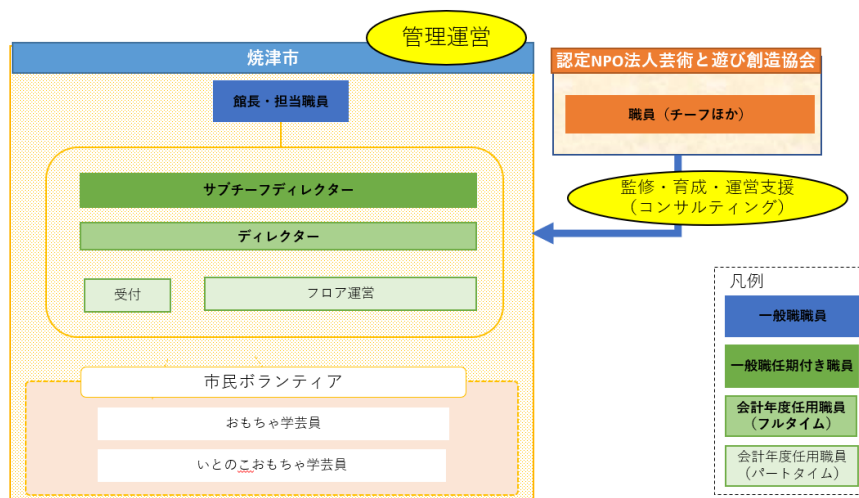 管理運営
焼津市
館長・担当職員
サブチーフディレクター
ディレクター
受付
フロア運営
市民ボランティア
おもちゃ学芸員
いとのこおもちゃ学芸員
認定NPO法人芸術と遊び創造協会
職員（チーフほか）
監修・育成・運営支援
（コンサルティング）
凡例
一般職職員
一般職任期付き職員
会計年度任用職員
（フルタイム）
会計年度任用職員
（パートタイム）